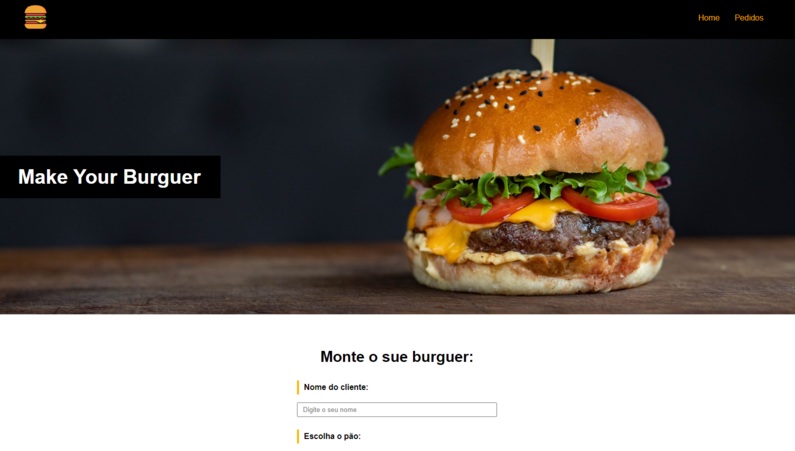 Home Pedidos
Make Your Burguer
Monte o sue burguer:
Nome do cliente:
Digite o seu nome
Escolha o pão: